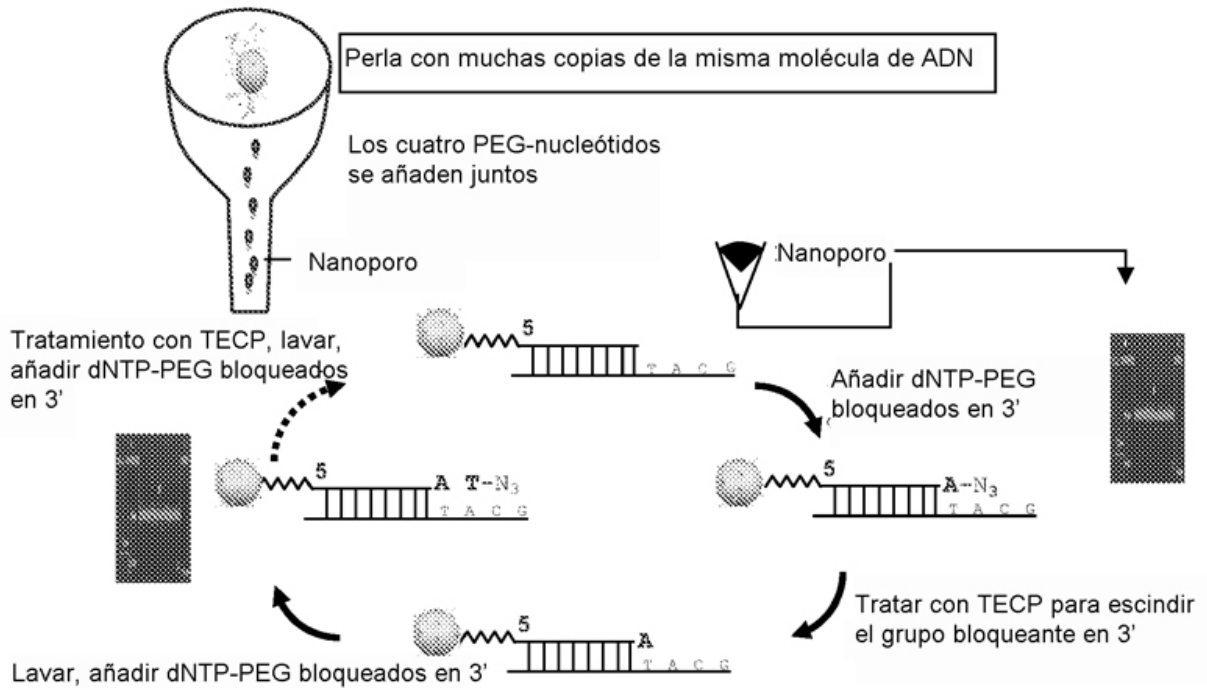 Perla con muchas copias de la misma molécula de ADN
Los cuatro PEG-nucleótidos
se añaden juntos
Nanoporo
Nanoporo
Tratamiento con TECP, lavar,
añadir dNTP-PEG bloqueados
en 3’
5
T A C G
Añadir dNTP-PEG
bloqueados en 3’
5
A T-N₃
T A C G
5
A-N₃
T A C G
Tratar con TECP para escindir
el grupo bloqueante en 3’
5
A
T A C G
Lavar, añadir dNTP-PEG bloqueados en 3’